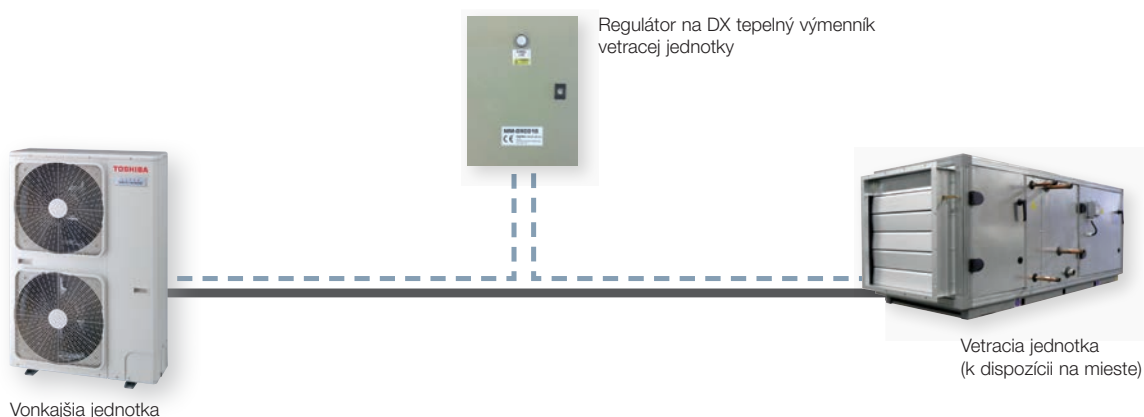 Regulátor na DX tepelný výmenník
vetracej jednotky
TOSHIBA
Vetracia jednotka
(k dispozícii na mieste)
Vonkajšia jednotka